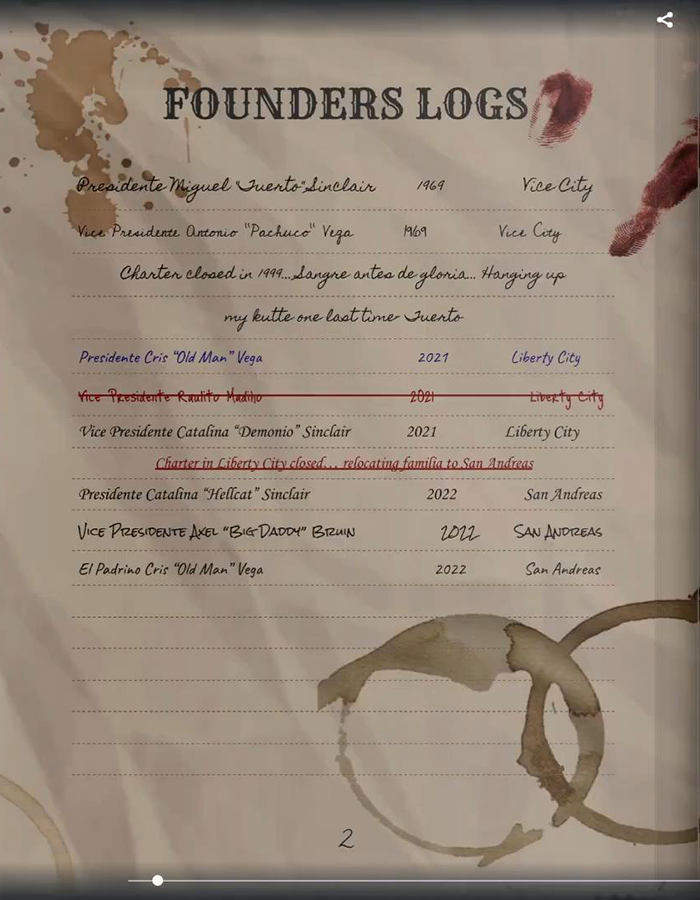 FOUNDERS LOGS
Presidente Miguel "Fuerto" Sinclair 1969 Vice City
Vice Presidente Antonio "Pachuco" Vega 1969 Vice City
Charter closed in 1999...Sangre antes de gloria... Hanging up
my kutte one last time Fuerto
Presidente Cris "Old Man" Vega 2021 Liberty City
Vice Presidente Raulito Madiho 2021 Liberty City
Vice Presidente Catalina "Demonio" Sinclair 2021 Liberty City
Charter in Liberty City closed... relocating familia to San Andreas
Presidente Catalina "Hellcat" Sinclair 2022 San Andreas
Vice Presidente Axel "Big Daddy" Bruin 2022 San Andreas
El Padrino Cris "Old Man" Vega 2022 San Andreas
2